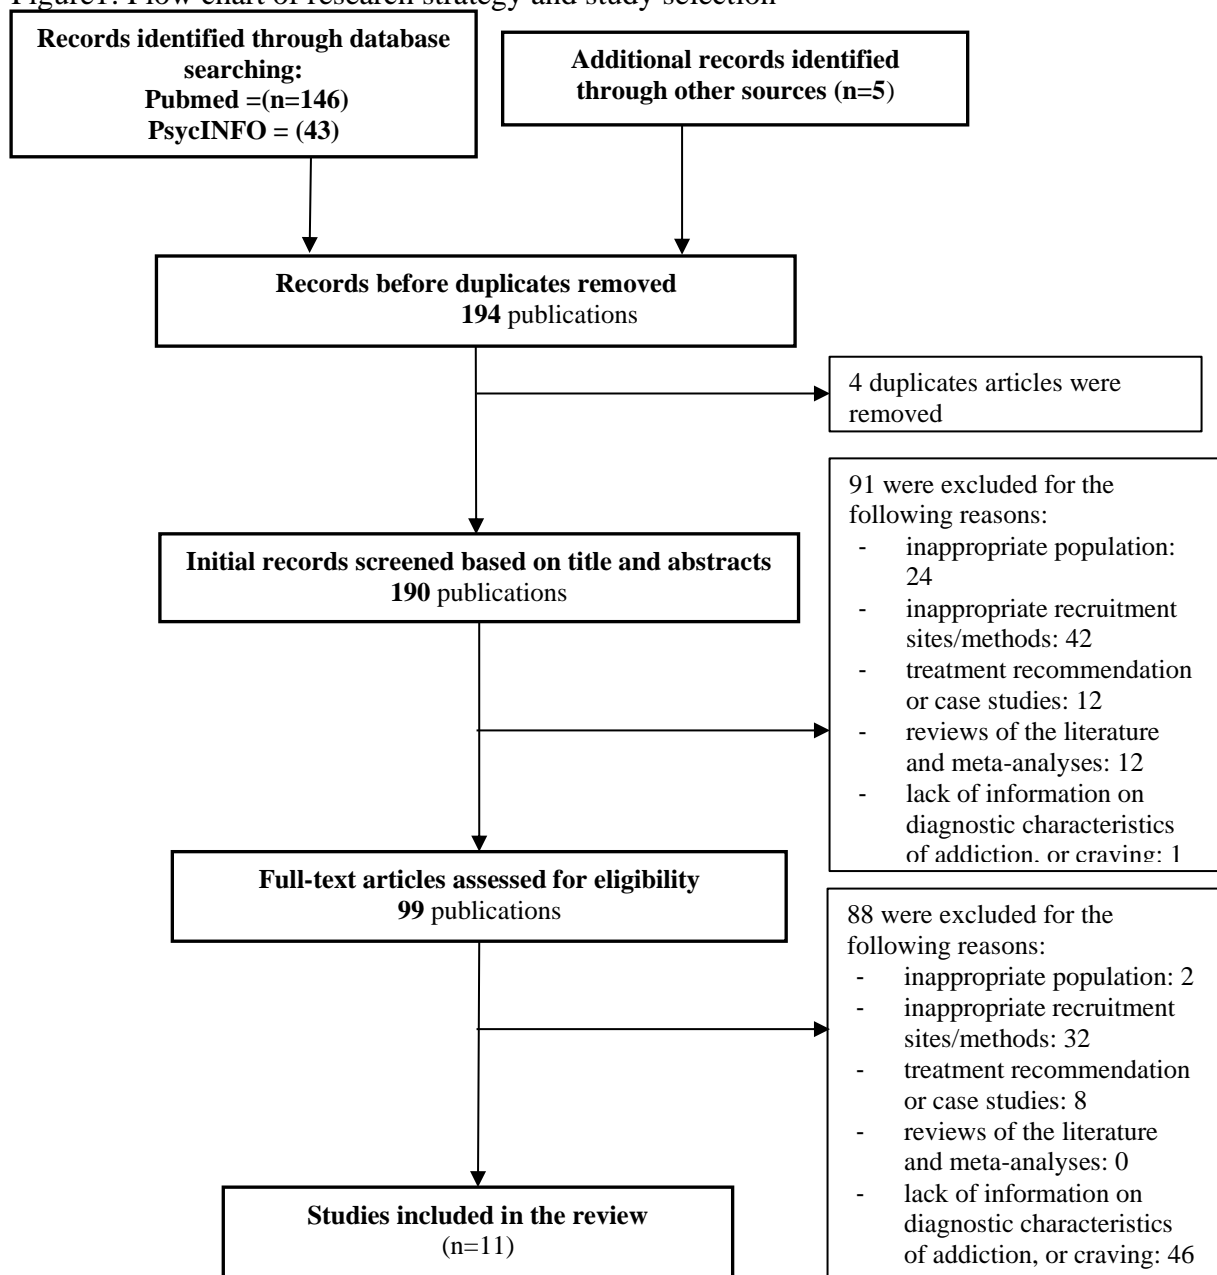 Figure1. Flow chart of research strategy and study selection
Records identified through database
searching:
Pubmed =(n=146)
PsycINFO = (43)
Additional records identified
through other sources (n=5)
Records before duplicates removed
194 publications
4 duplicates articles were
removed
91 were excluded for the
following reasons:
- inappropriate population:
24
- inappropriate recruitment
sites/methods: 42
- treatment recommendation
or case studies: 12
- reviews of the literature
and meta-analyses: 12
- lack of information on
diagnostic characteristics
of addiction, or craving: 1
Initial records screened based on title and abstracts
190 publications
Full-text articles assessed for eligibility
99 publications
88 were excluded for the
following reasons:
- inappropriate population: 2
- inappropriate recruitment
sites/methods: 32
- treatment recommendation
or case studies: 8
- reviews of the literature
and meta-analyses: 0
- lack of information on
diagnostic characteristics
of addiction, or craving: 46
Studies included in the review
(n=11)